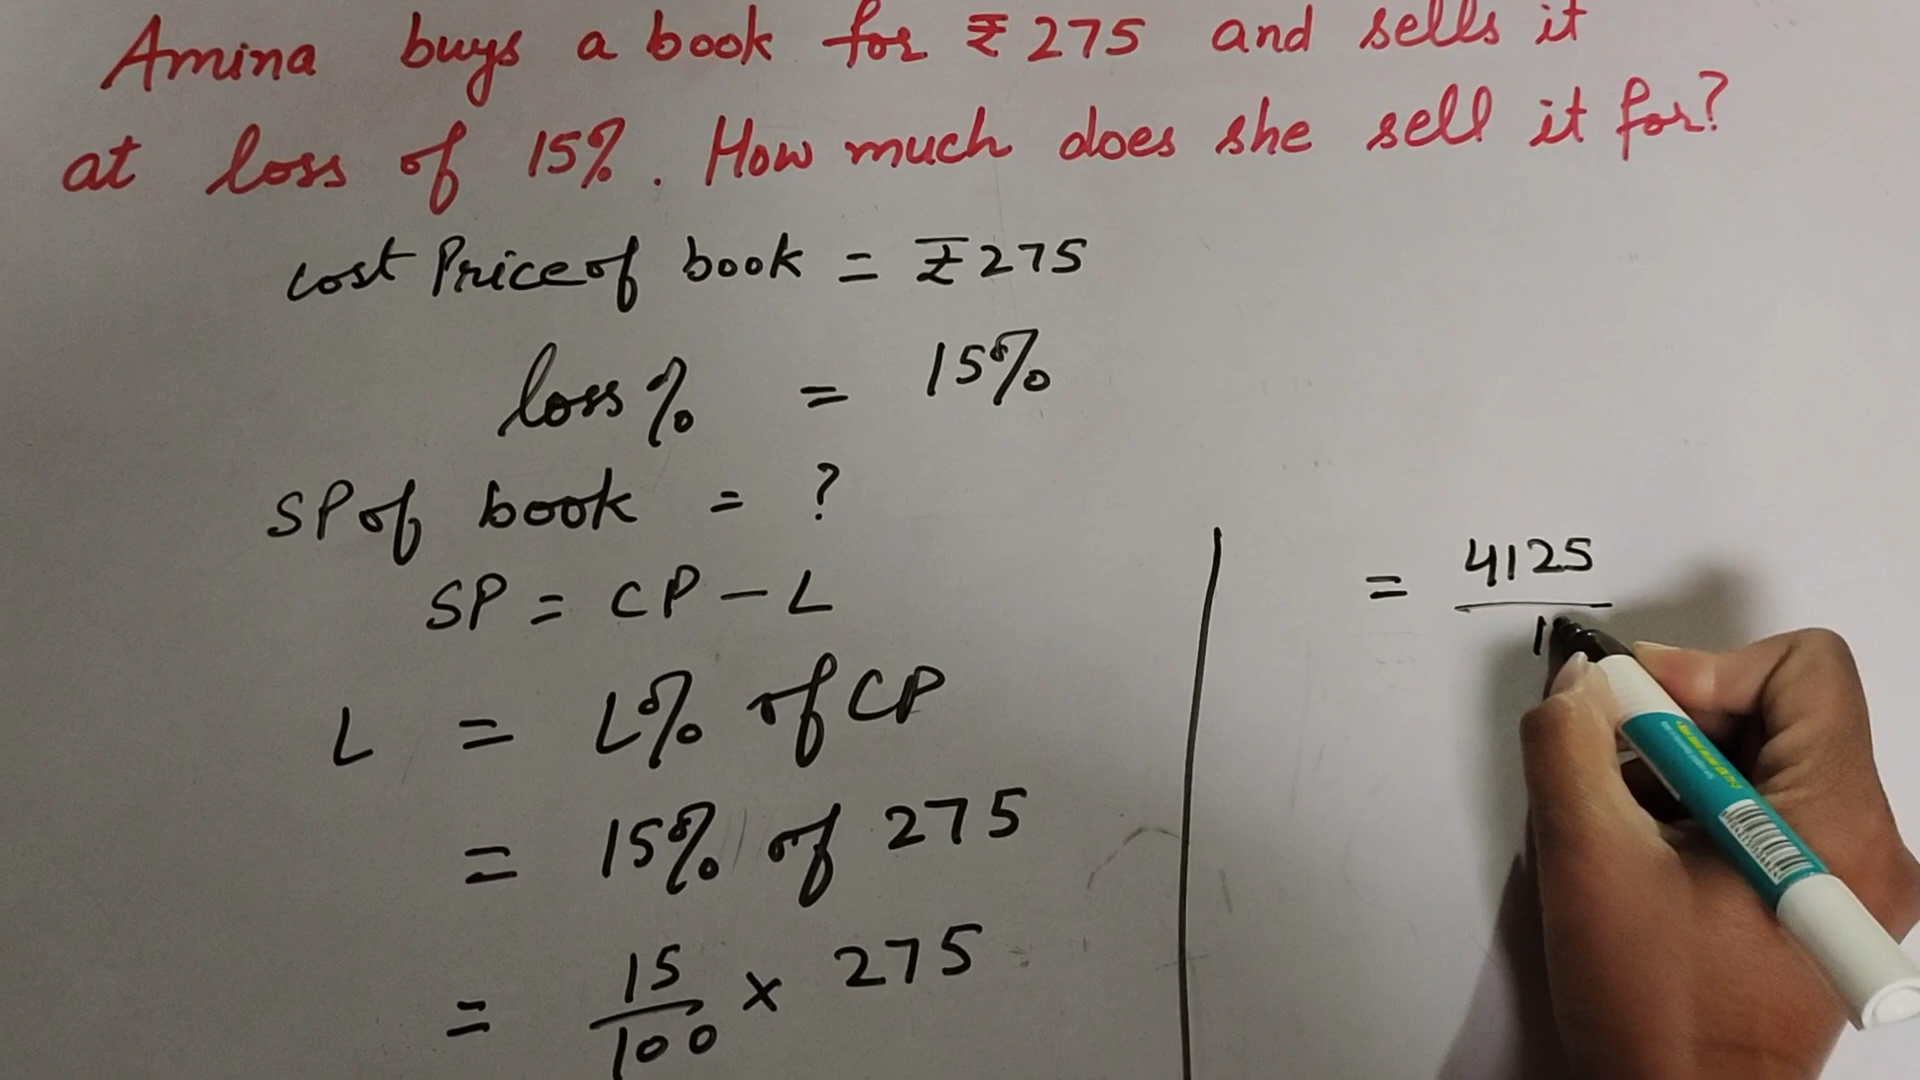 Amina buys a book for ₹275 and sells it
at loss of 15%. How much does she sell it for?
cost Price of book = ₹275
loss% = 15%
SP of book = ?
SP = CP - L
L = L% of CP
= 15% of 275
= 15/100 × 275
= 4125/1